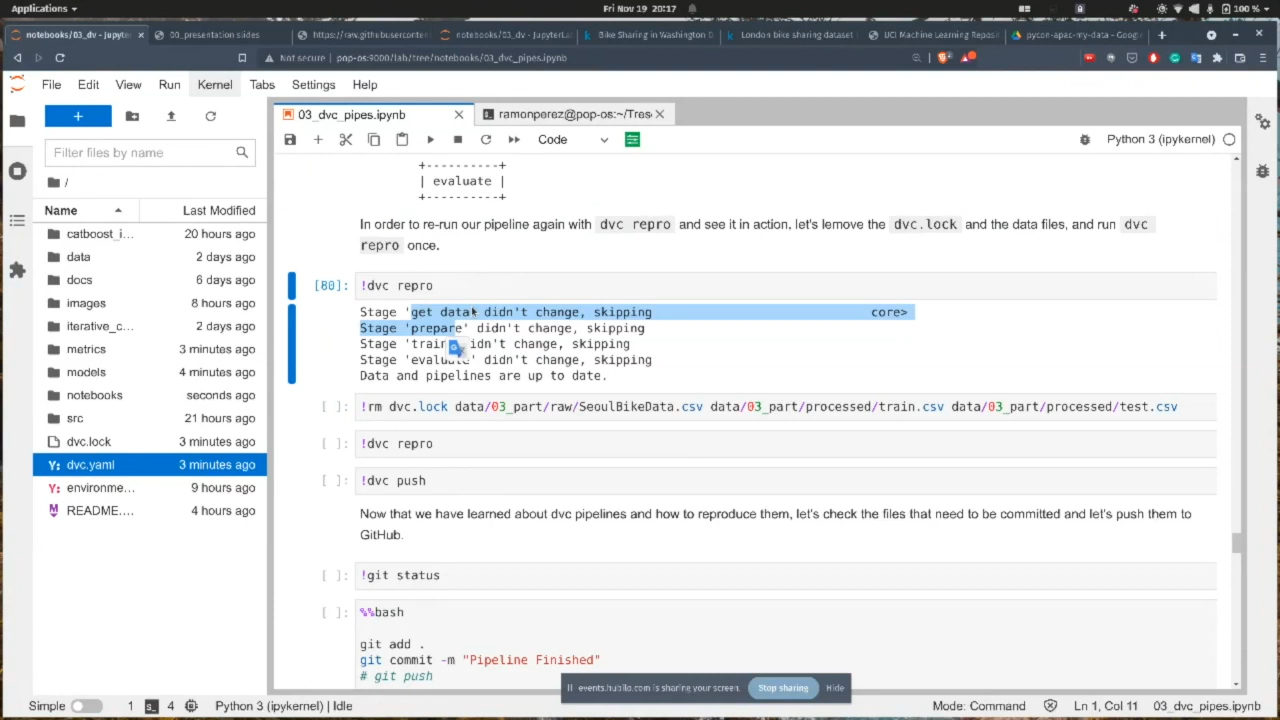 Applications
Fri Nov 19 20:17
100 %
notebooks/03_dv - Jupyter
00_presentation slides
https://raw.githubusercontent
notebooks/03_dv - JupyterLa
Bike Sharing in Washington D
London bike sharing dataset
UCI Machine Learning Reposi
pycon-apac-my-data - Goog
Not secure | pop-os:9000/lab/tree/notebooks/03_dvc_pipes.ipynb
File Edit View Run Kernel Tabs Settings Help
03_dvc_pipes.ipynb
ramonperez@pop-os:~/Tres
Filter files by name
Code
Python 3 (ipykernel)
/
Name Last Modified
catboost_i... 20 hours ago
data 2 days ago
docs 6 days ago
images 8 hours ago
iterative_c... 2 days ago
metrics 3 minutes ago
models 4 minutes ago
notebooks seconds ago
src 21 hours ago
dvc.lock 3 minutes ago
Y: dvc.yaml 3 minutes ago
Y: environme... 9 hours ago
README.... 4 hours ago
+----------+
| evaluate |
+----------+
In order to re-run our pipeline again with dvc repro and see it in action, let's lemove the dvc.lock and the data files, and run dvc
repro once.
[80]: !dvc repro
Stage 'get data' didn't change, skipping core>
Stage 'prepare' didn't change, skipping
Stage 'train idn't change, skipping
Stage 'evaluate' didn't change, skipping
Data and pipelines are up to date.
[ ]: !rm dvc.lock data/03_part/raw/SeoulBikeData.csv data/03_part/processed/train.csv data/03_part/processed/test.csv
[ ]: !dvc repro
[ ]: !dvc push
Now that we have learned about dvc pipelines and how to reproduce them, let's check the files that need to be committed and let's push them to
GitHub.
[ ]: !git status
[ ]: %%bash
git add .
git commit -m "Pipeline Finished"
# git push
events.hubilo.com is sharing your screen. Stop sharing Hide
Simple 1 4 Python 3 (ipykernel) | Idle
Mode: Command Ln 1, Col 11 03_dvc_pipes.ipynb